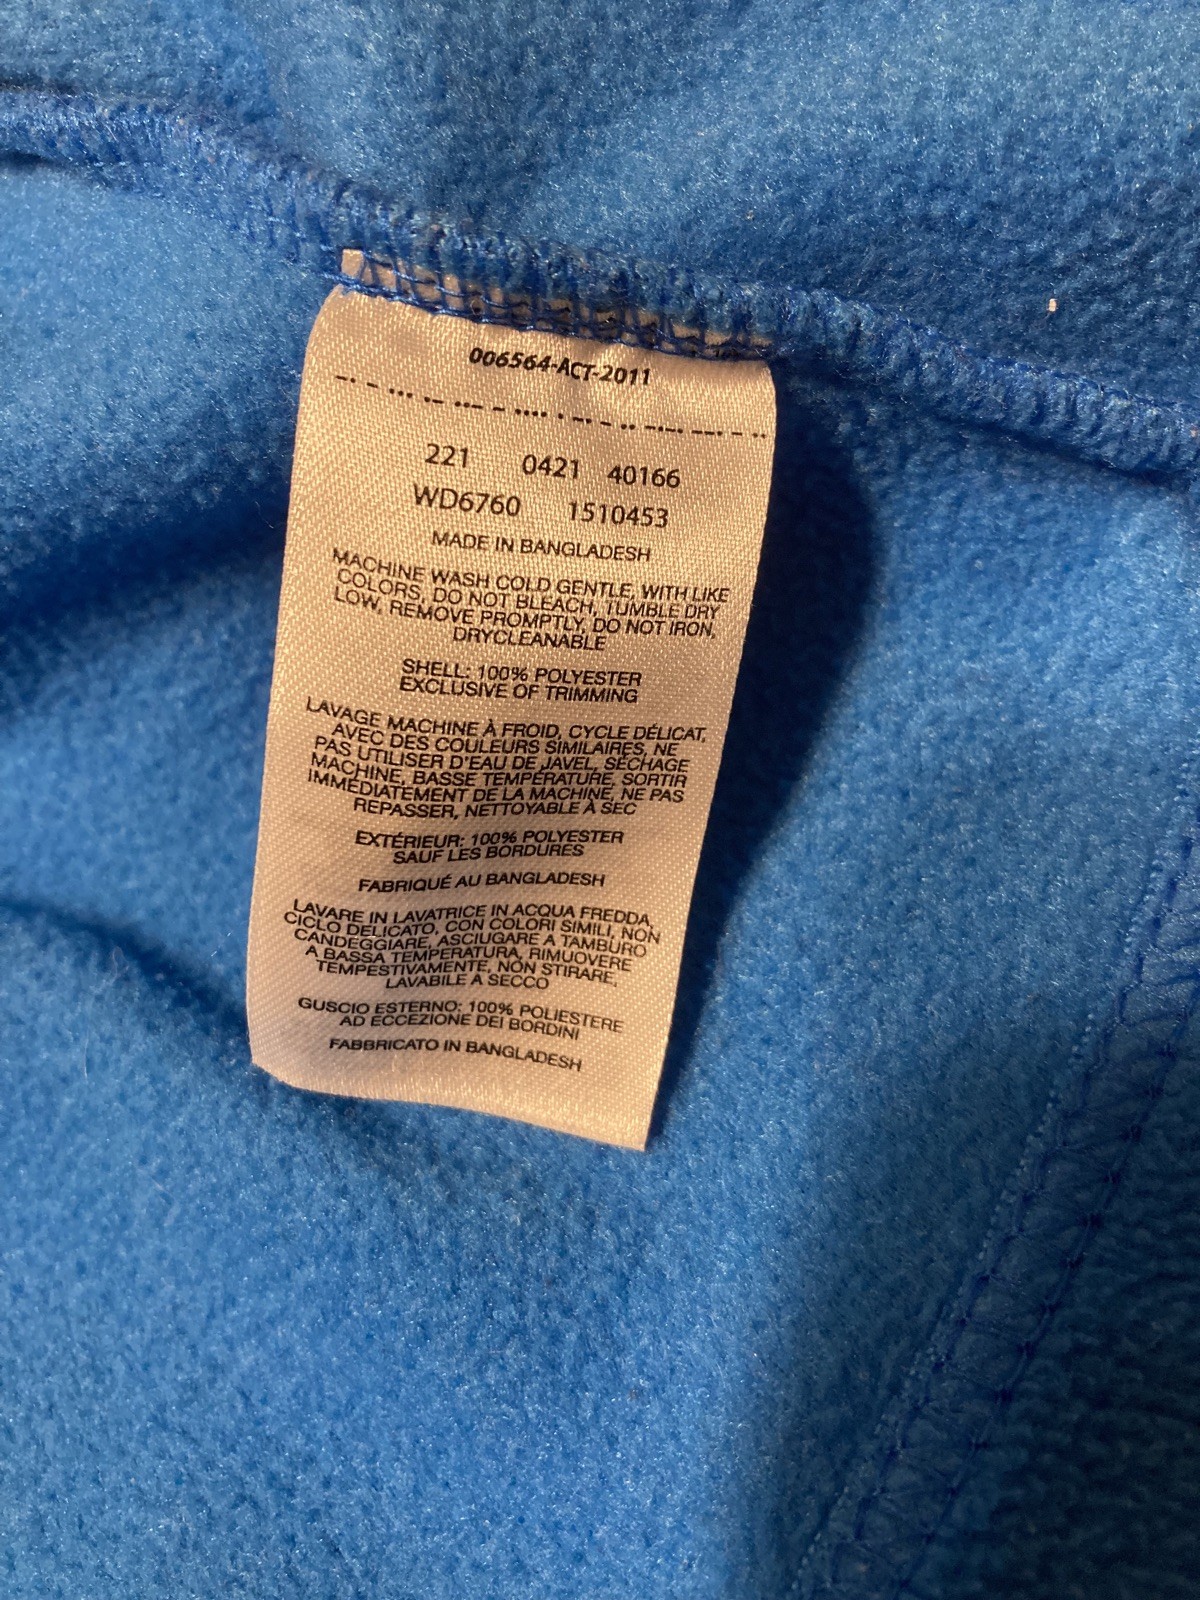 006564-ACT-2011
221 0421 40166
WD6760 1510453
MADE IN BANGLADESH
MACHINE WASH COLD GENTLE, WITH LIKE
COLORS, DO NOT BLEACH, TUMBLE DRY
LOW, REMOVE PROMPTLY, DO NOT IRON,
DRYCLEANABLE
SHELL: 100% POLYESTER
EXCLUSIVE OF TRIMMING
LAVAGE MACHINE À FROID, CYCLE DÉLICAT,
AVEC DES COULEURS SIMILAIRES, NE
PAS UTILISER D'EAU DE JAVEL, SÉCHAGE
MACHINE, BASSE TEMPÉRATURE, SORTIR
IMMÉDIATEMENT DE LA MACHINE, NE PAS
REPASSER, NETTOYABLE À SEC
EXTÉRIEUR: 100% POLYESTER
SAUF LES BORDURES
FABRIQUÉ AU BANGLADESH
LAVARE IN LAVATRICE IN ACQUA FREDDA,
CICLO DELICATO, CON COLORI SIMILI, NON
CANDEGGIARE, ASCIUGARE A TAMBURO
A BASSA TEMPERATURA, RIMUOVERE
TEMPESTIVAMENTE, NON STIRARE,
LAVABILE A SECCO
GUSCIO ESTERNO: 100% POLIESTERE
AD ECCEZIONE DEI BORDINI
FABBRICATO IN BANGLADESH